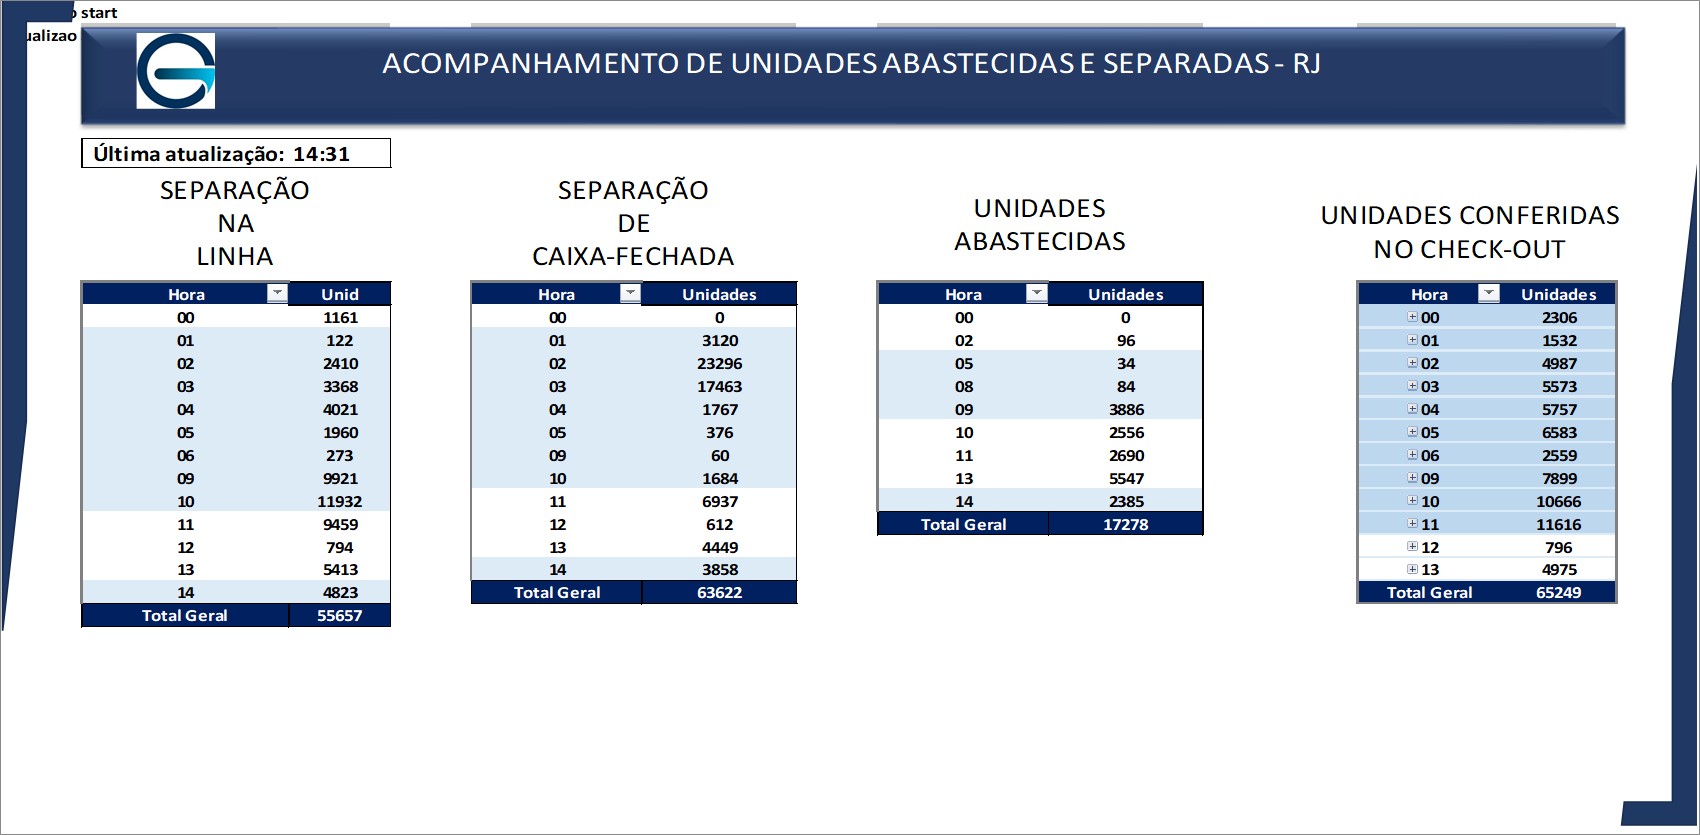 start
ualizao
ACOMPANHAMENTO DE UNIDADES ABASTECIDAS E SEPARADAS - RJ
Última atualização: 14:31
SEPARAÇÃO
NA
LINHA
Hora Unid
00 1161
01 122
02 2410
03 3368
04 4021
05 1960
06 273
09 9921
10 11932
11 9459
12 794
13 5413
14 4823
Total Geral 55657
SEPARAÇÃO
DE
CAIXA-FECHADA
Hora Unidades
00 0
01 3120
02 23296
03 17463
04 1767
05 376
09 60
10 1684
11 6937
12 612
13 4449
14 3858
Total Geral 63622
UNIDADES
ABASTECIDAS
Hora Unidades
00 0
02 96
05 34
08 84
09 3886
10 2556
11 2690
13 5547
14 2385
Total Geral 17278
UNIDADES CONFERIDAS
NO CHECK-OUT
Hora Unidades
00 2306
01 1532
02 4987
03 5573
04 5757
05 6583
06 2559
09 7899
10 10666
11 11616
12 796
13 4975
Total Geral 65249